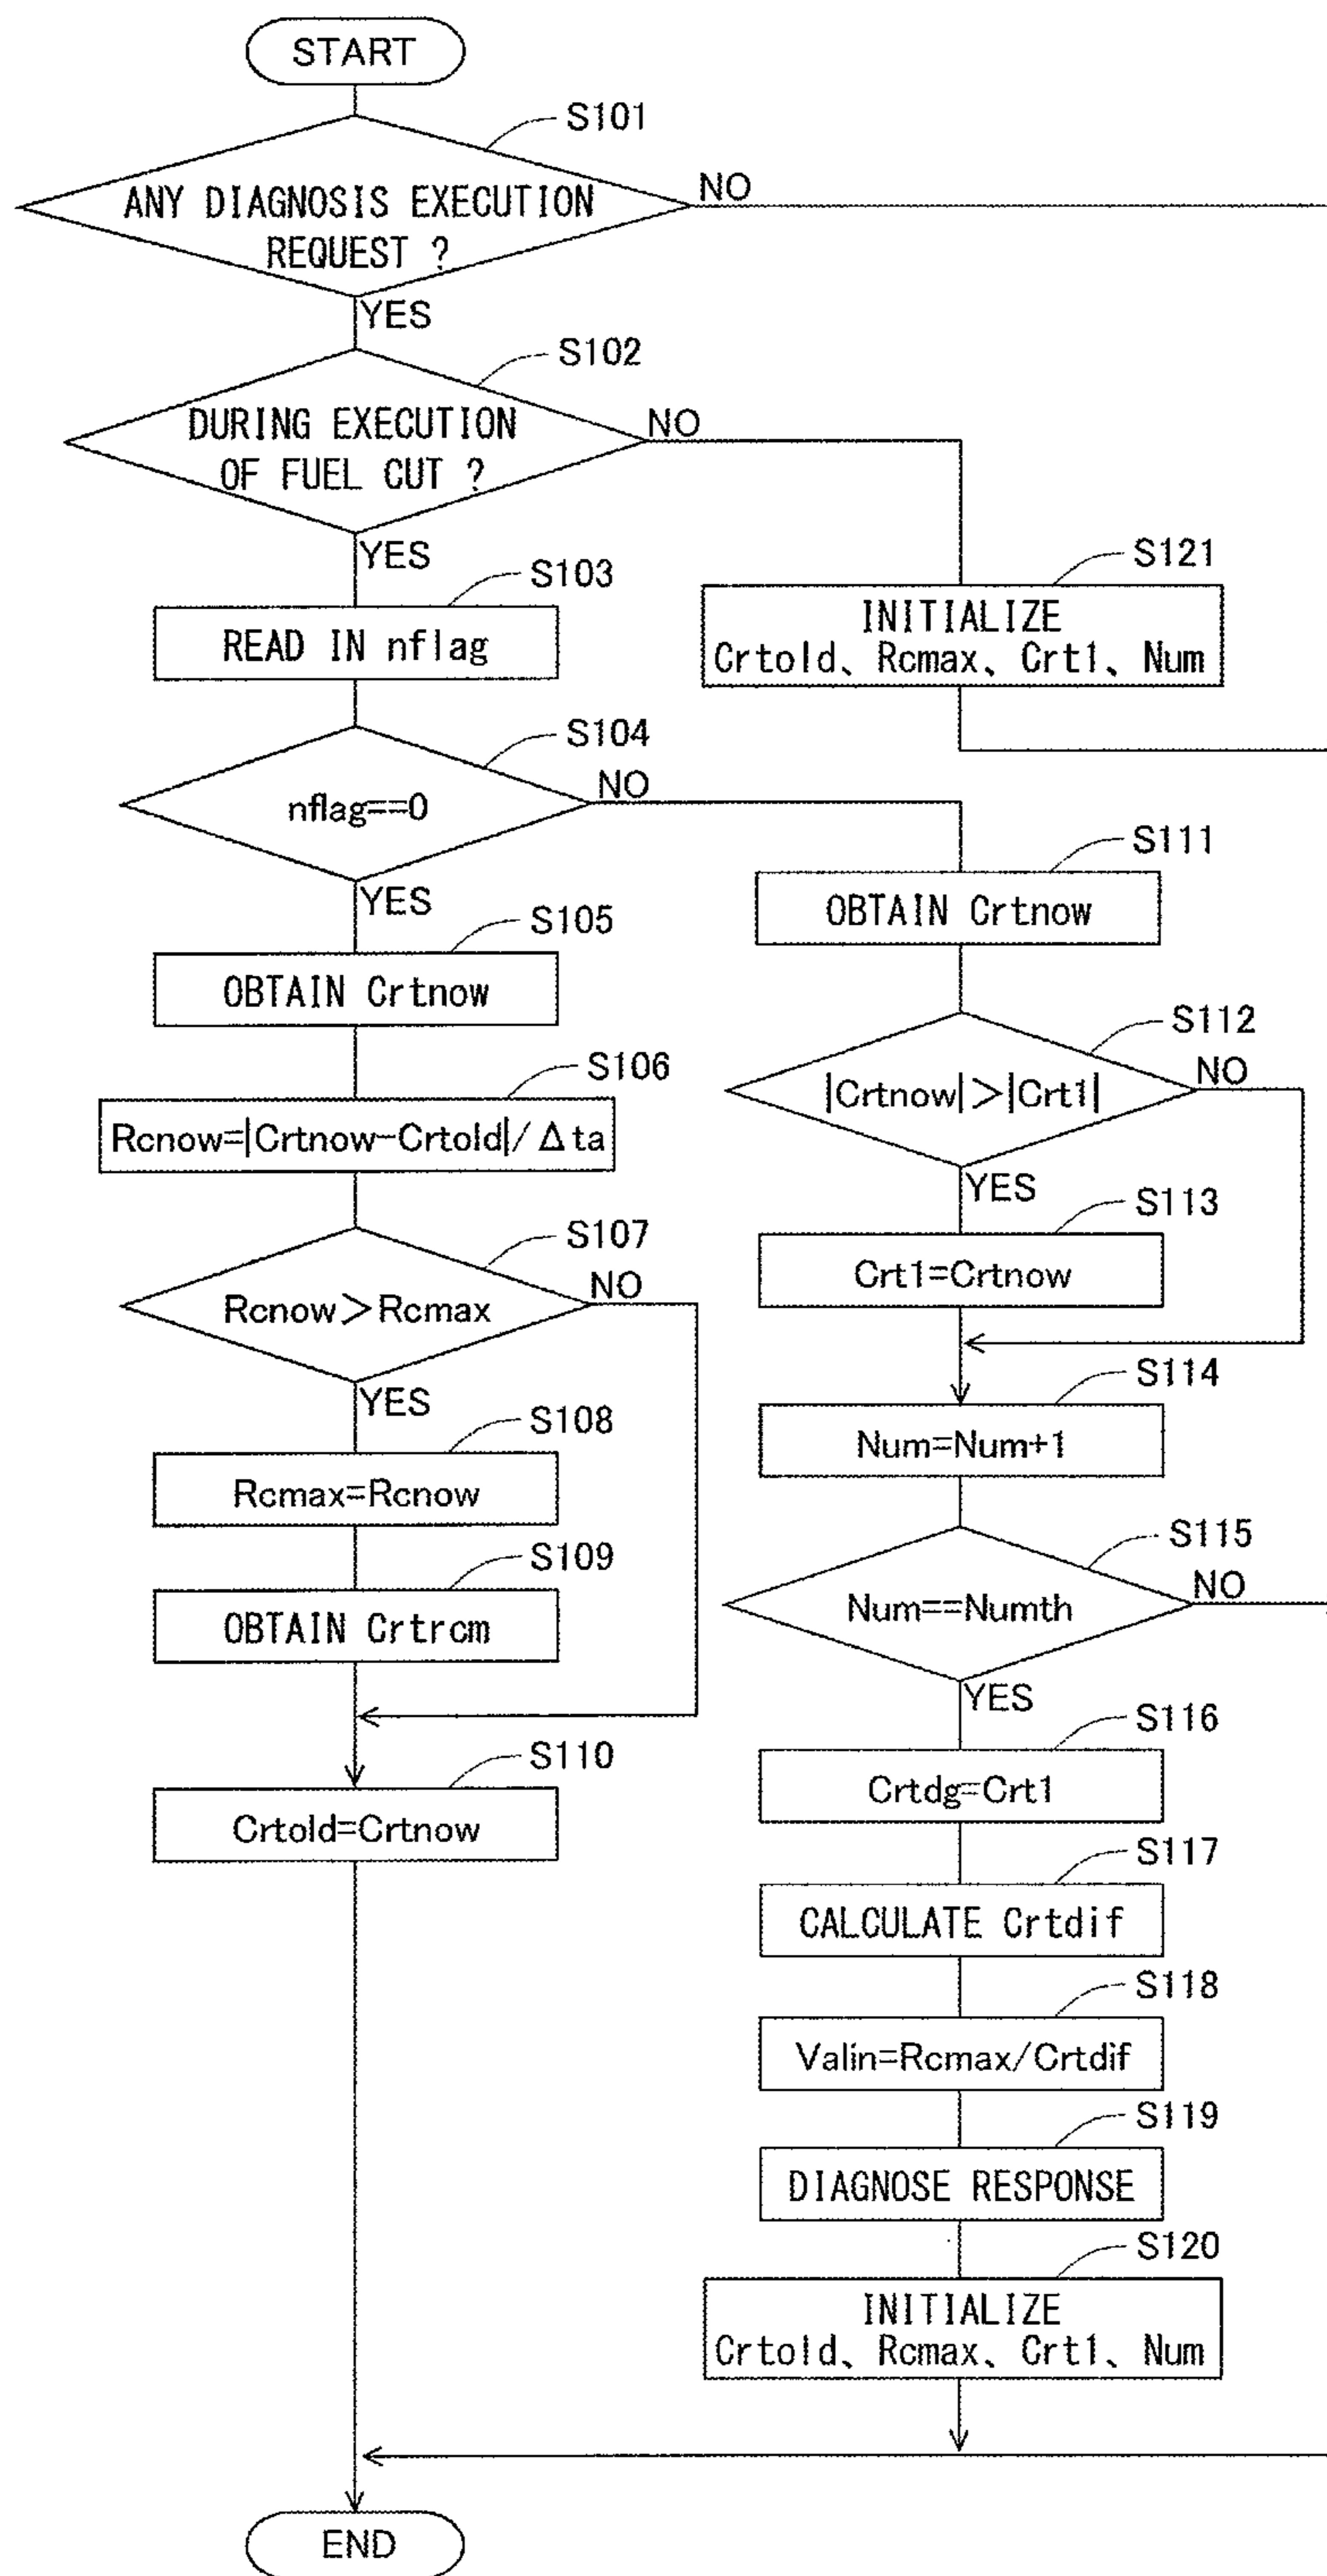 START
S101
ANY DIAGNOSIS EXECUTION
REQUEST ?
NO
YES
S102
DURING EXECUTION
OF FUEL CUT ?
NO
YES
S103
READ IN nflag
S121
INITIALIZE
Crtold、Rcmax、Crt1、Num
S104
nflag==0
NO
YES
S105
OBTAIN Crtnow
S106
Rcnow=|Crtnow-Crtold|/Δta
S107
Rcnow>Rcmax
NO
YES
S108
Rcmax=Rcnow
S109
OBTAIN Crtrcm
S110
Crtold=Crtnow
S111
OBTAIN Crtnow
S112
|Crtnow|>|Crt1|
NO
YES
S113
Crt1=Crtnow
S114
Num=Num+1
S115
Num==Numth
NO
YES
S116
Crtdg=Crt1
S117
CALCULATE Crtdif
S118
Valin=Rcmax/Crtdif
S119
DIAGNOSE RESPONSE
S120
INITIALIZE
Crtold、Rcmax、Crt1、Num
END